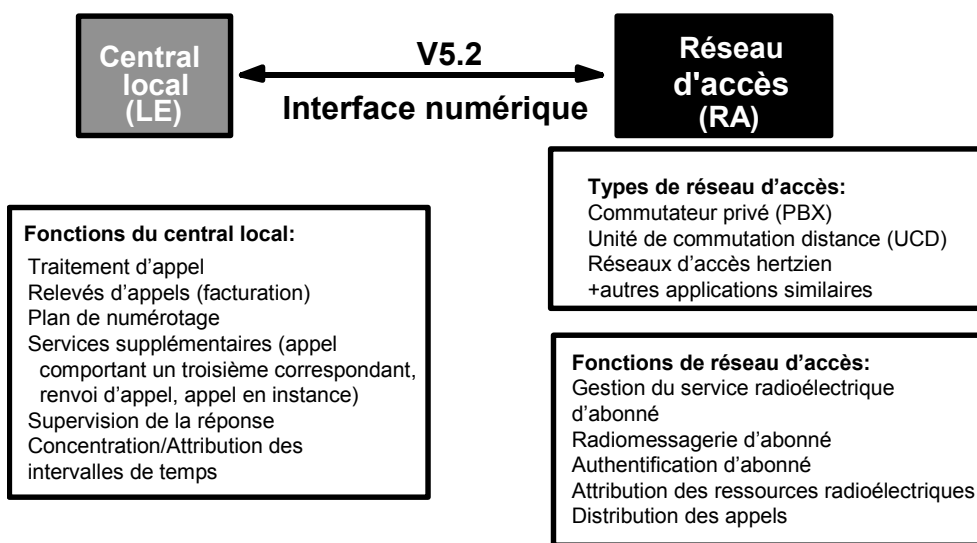 Central
local
(LE)
V5.2
Interface numérique
Réseau
d'accès
(RA)
Types de réseau d’accès:
Commutateur privé (PBX)
Unité de commutation distance (UCD)
Réseaux d’accès hertzien
+autres applications similaires
Fonctions du central local:
Traitement d’appel
Relevés d’appels (facturation)
Plan de numérotage
Services supplémentaires (appel
comportant un troisième correspondant,
renvoi d’appel, appel en instance)
Supervision de la réponse
Concentration/Attribution des
intervalles de temps
Fonctions de réseau d’accès:
Gestion du service radioélectrique
d’abonné
Radiomessagerie d’abonné
Authentification d’abonné
Attribution des ressources radioélectriques
Distribution des appels